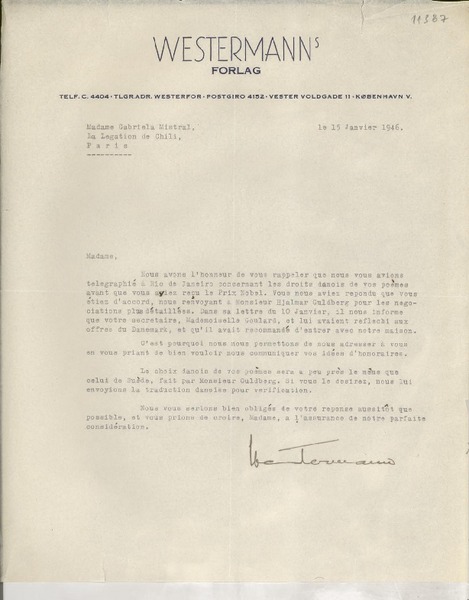 11387
WESTERMANNS
FORLAG
TELF. C. 4404 · TLGR.ADR. WESTERFOR · POSTGIRO 4152 · VESTER VOLDGADE 11 · KØBENHAVN V.
Madame Gabriela Mistral,
le 15 Janvier 1946.
La Legation de Chili,
P a r i s
----------
Madame.
Nous avons l'honneur de vous rappeler que nous vous avions
telegraphié à Rio de Janeiro concernant les droits danois de vos poèmes
avant que vous aviez reçu le Prix Nobel. Vous nous aviez repondu que vous
étiez d'accord, nous renvoyant à Monsieur Hjalmar Guldberg pour les nego-
ciations plus détaillées. Dans sa lettre du 10 Janvier, il nous informe
que votre secretaire, Mademoiselle Goulard, et lui avaient reflechi aux
offres du Danemark, et qu'il avait recommandé d'entrer avec notre maison.
C'est pourquoi nous nous permettons de nous adresser à vous
en vous priant de bien vouloir nous communiquer vos idées d'honoraires.
Le choix danois de vos poèmes sera a peu près le même que
celui de Suède, fait par Monsieur Guldberg. Si vous le desirez, nous lui
envoyions la traduction danoise pour verification.
Nous vous serions bien obligés de votre reponse aussitôt que
possible, et vous prions de croire, Madame, a l'assurance de notre parfaite
considération.
Westermann